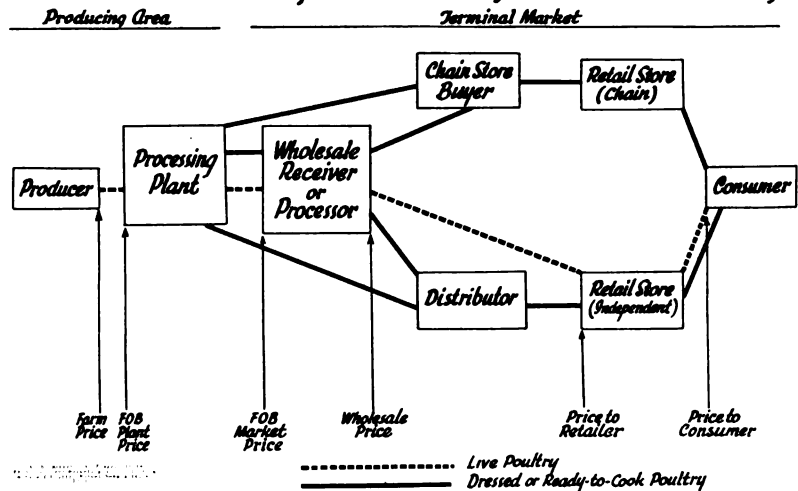 Producing Area
Terminal Market
Chain Store
Buyer
Retail Store
(Chain)
Processing
Plant
Wholesale
Receiver
or
Processor
Producer
Consumer
Distributor
Retail Store
(Independent)
Farm
Price
FOB
Plant
Price
FOB
Market
Price
Wholesale
Price
Price to
Retailer
Price to
Consumer
Live Poultry
Dressed or Ready-to-Cook Poultry